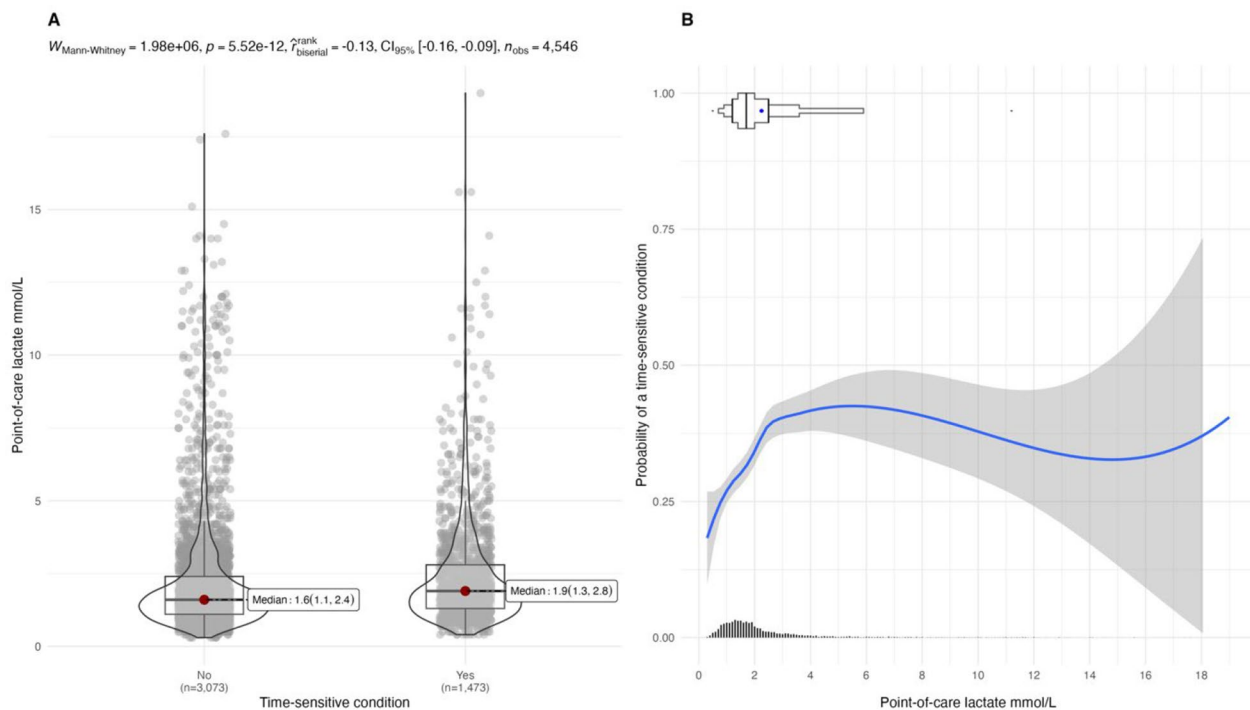 A
W Mann-Whitney = 1.98e+06, p = 5.52e-12, r̂ rank biserial = -0.13, CI95% [-0.16, -0.09], nobs = 4,546
Point-of-care lactate mmol/L
15
10
5
0
Median : 1.6(1.1, 2.4)
Median : 1.9(1.3, 2.8)
No
(n=3,073)
Yes
(n=1,473)
Time-sensitive condition
B
Probability of a time-sensitive condition
1.00
0.75
0.50
0.25
0.00
0 2 4 6 8 10 12 14 16 18
Point-of-care lactate mmol/L